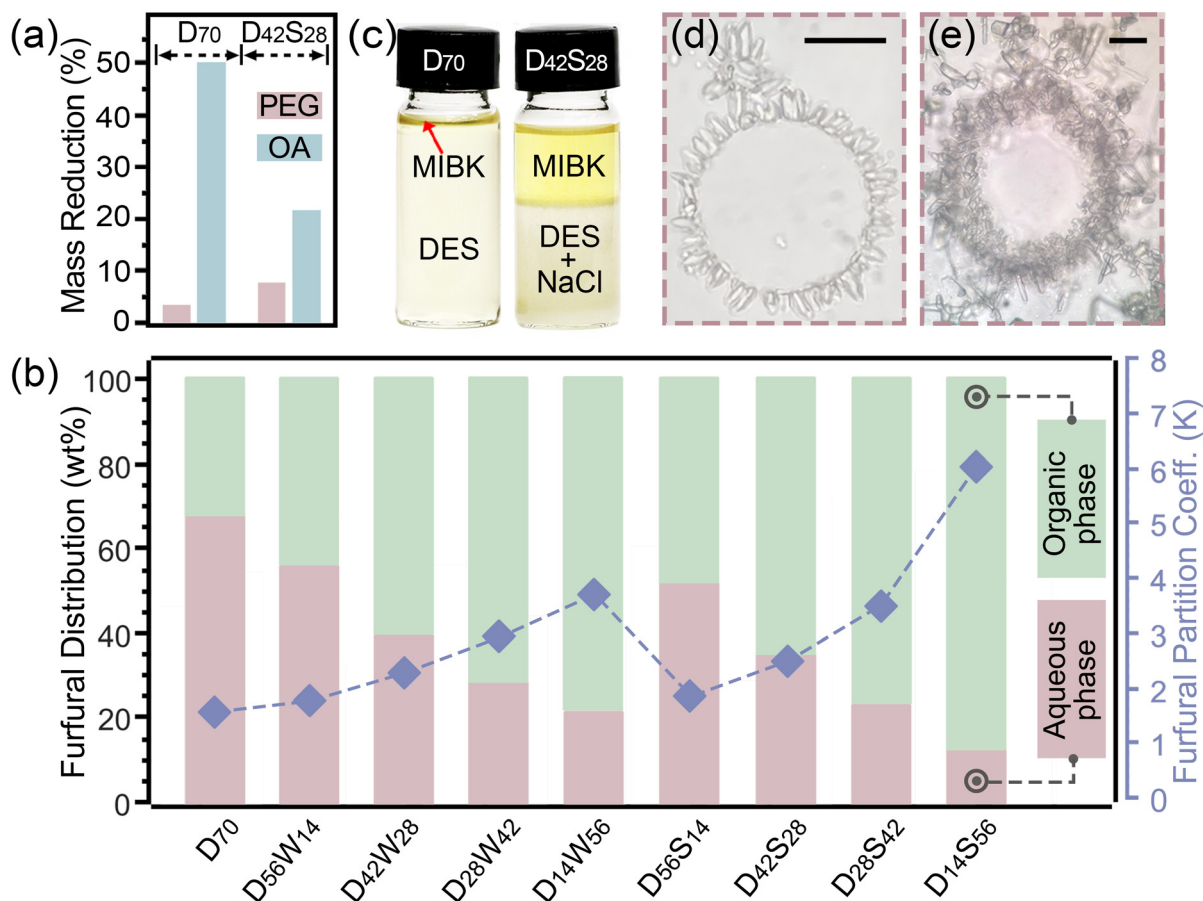 (a)
D70 D42S28
Mass Reduction (%)
50
40
30
20
10
0
PEG
OA
(c)
D70
MIBK
DES
D42S28
MIBK
DES
+
NaCl
(d)
(e)
(b)
Furfural Distribution (wt%)
100
80
60
40
20
0
D70
D56W14
D42W28
D28W42
D14W56
D56S14
D42S28
D28S42
D14S56
Organic
phase
Aqueous
phase
8
7
6
5
4
3
2
1
0
Furfural Partition Coeff. (K)